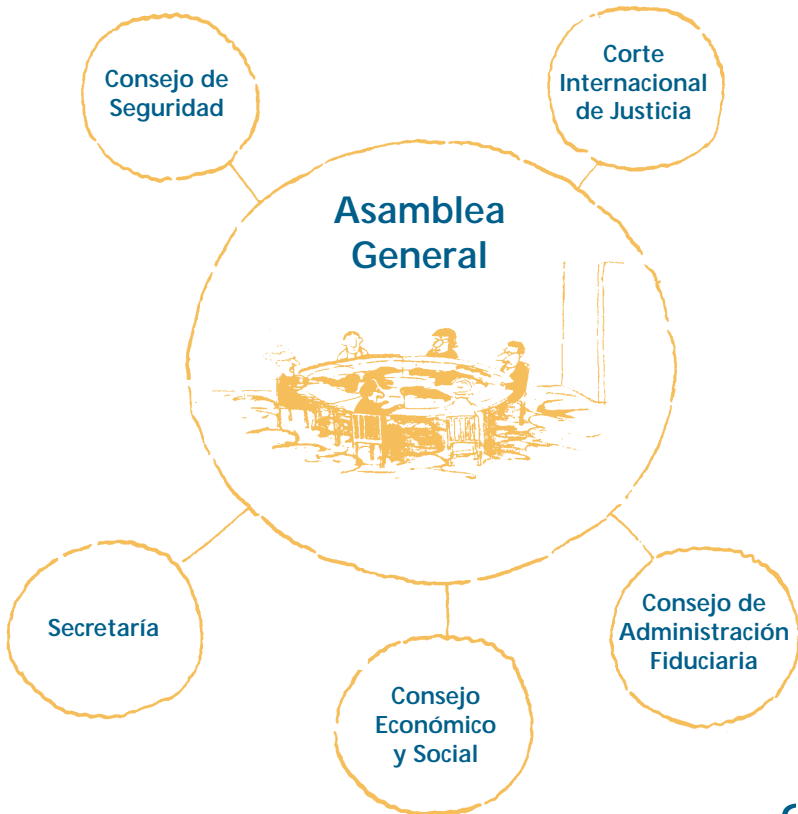 Consejo de
Seguridad
Corte
Internacional
de Justicia
Asamblea
General
Secretaría
Consejo
Económico
y Social
Consejo de
Administración
Fiduciaria